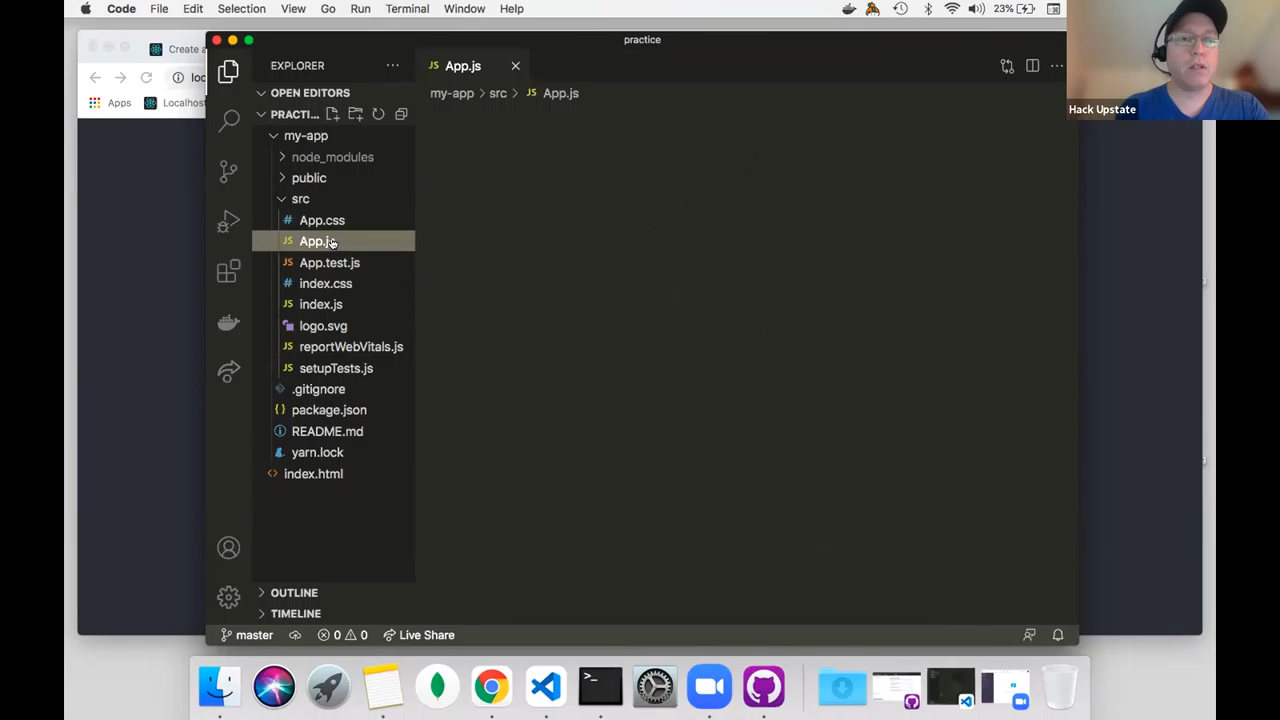 Code File Edit Selection View Go Run Terminal Window Help
23%
practice
Create a
loc
Apps
Localhost
EXPLORER
App.js
OPEN EDITORS
my-app > src > App.js
PRACTI...
my-app
node_modules
public
src
App.css
App.js
App.test.js
index.css
index.js
logo.svg
reportWebVitals.js
setupTests.js
.gitignore
package.json
README.md
yarn.lock
index.html
OUTLINE
TIMELINE
master
0
0
Live Share
Hack Upstate